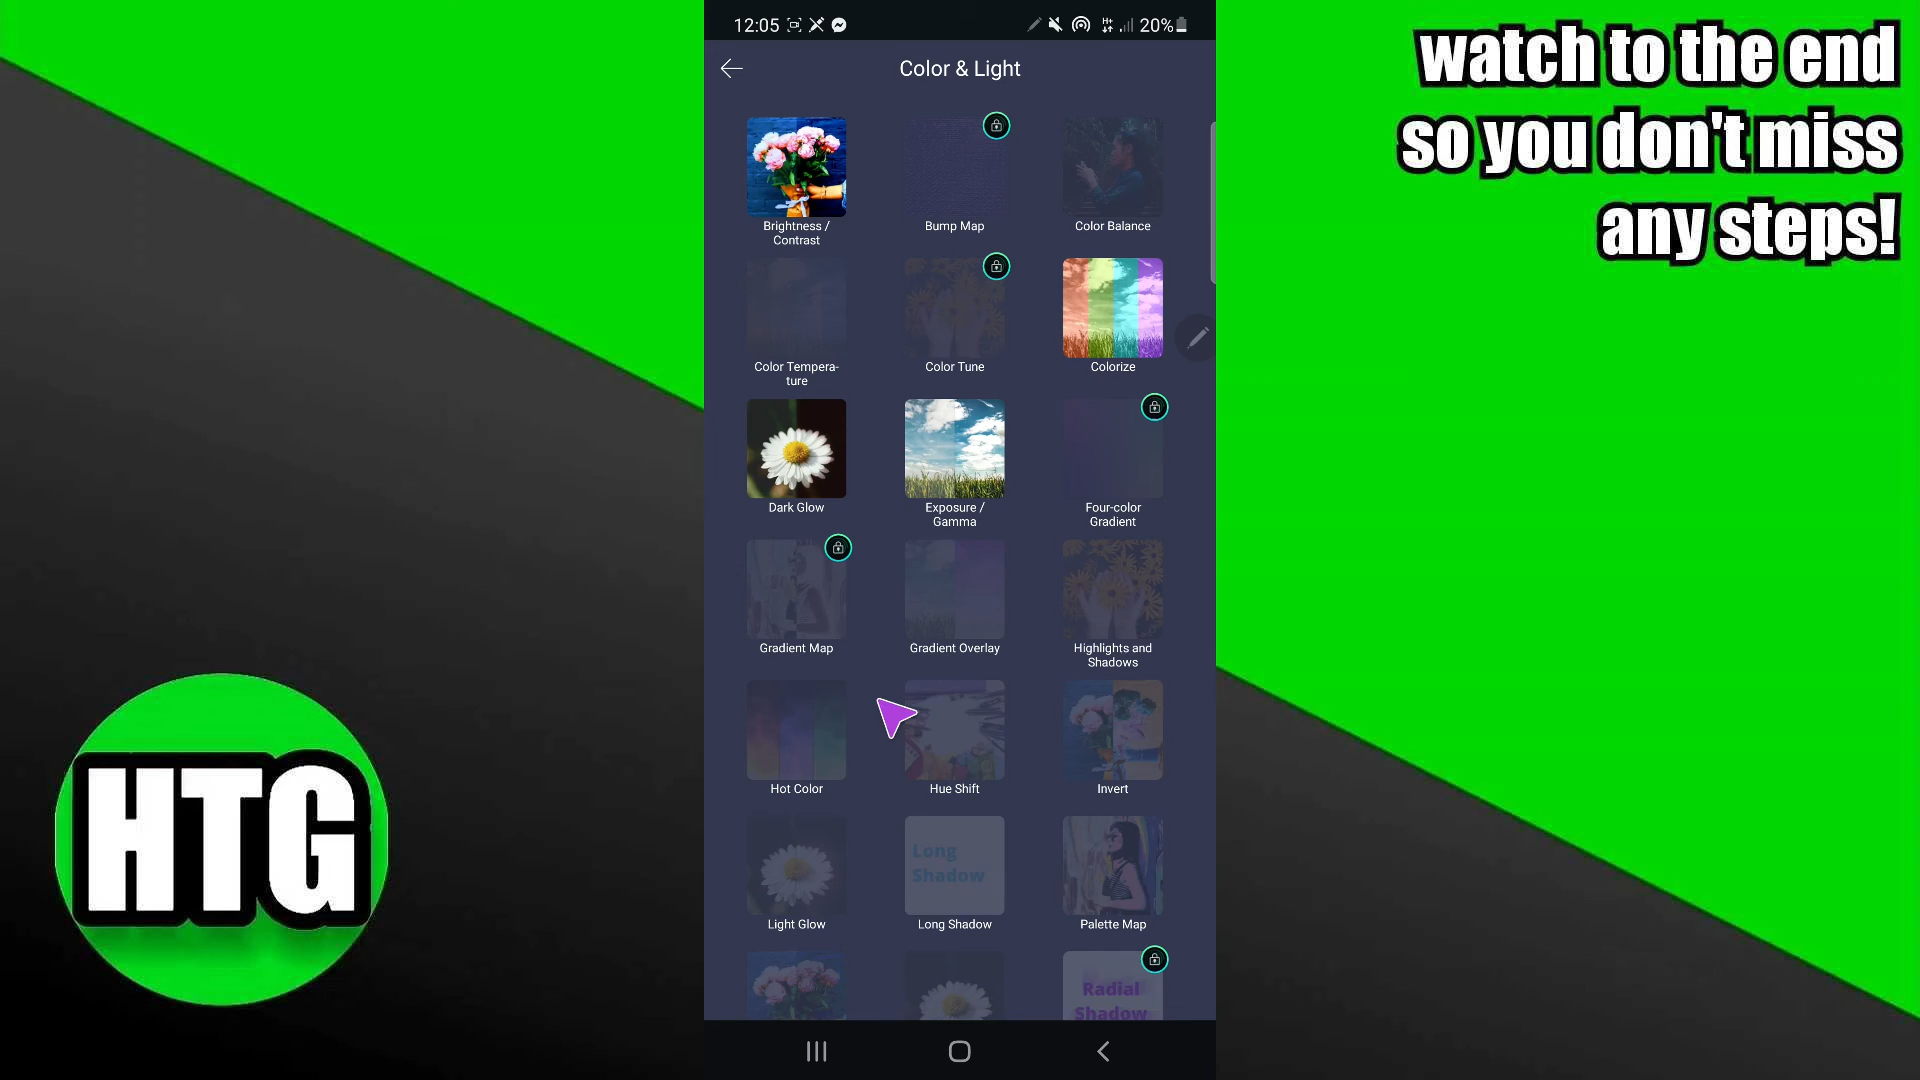 12:05
H+
20%
Color & Light
watch to the end
so you don't miss
any steps!
Brightness /
Contrast
Bump Map
Color Balance
Color Tempera-
ture
Color Tune
Colorize
Dark Glow
Exposure /
Gamma
Four-color
Gradient
Gradient Map
Gradient Overlay
Highlights and
Shadows
Hot Color
Hue Shift
Invert
Long
Shadow
Light Glow
Long Shadow
Palette Map
Radial
Shadow
HTG